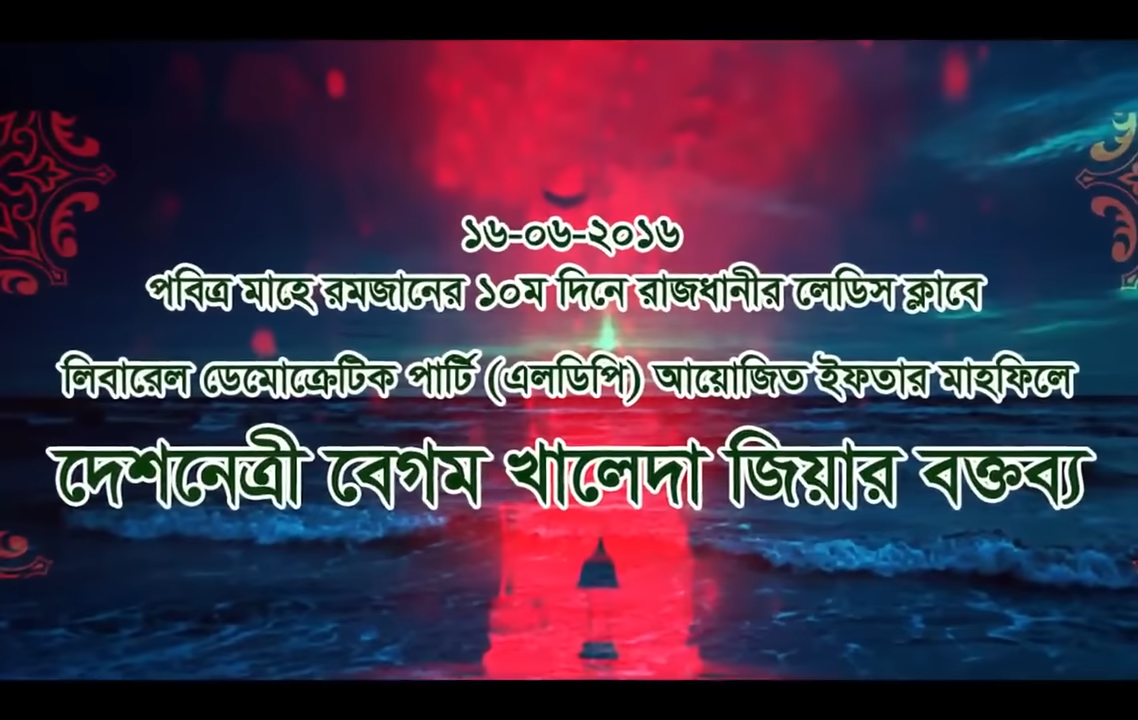 ১৬-০৬-২০১৬
পবিত্র মাহে রমজানের ১০ম দিনে রাজধানীর লেডিস ক্লাবে
লিবারেল ডেমোক্রেটিক পার্টি (এলডিপি) আয়োজিত ইফতার মাহফিলে
দেশনেত্রী বেগম খালেদা জিয়ার বক্তব্য